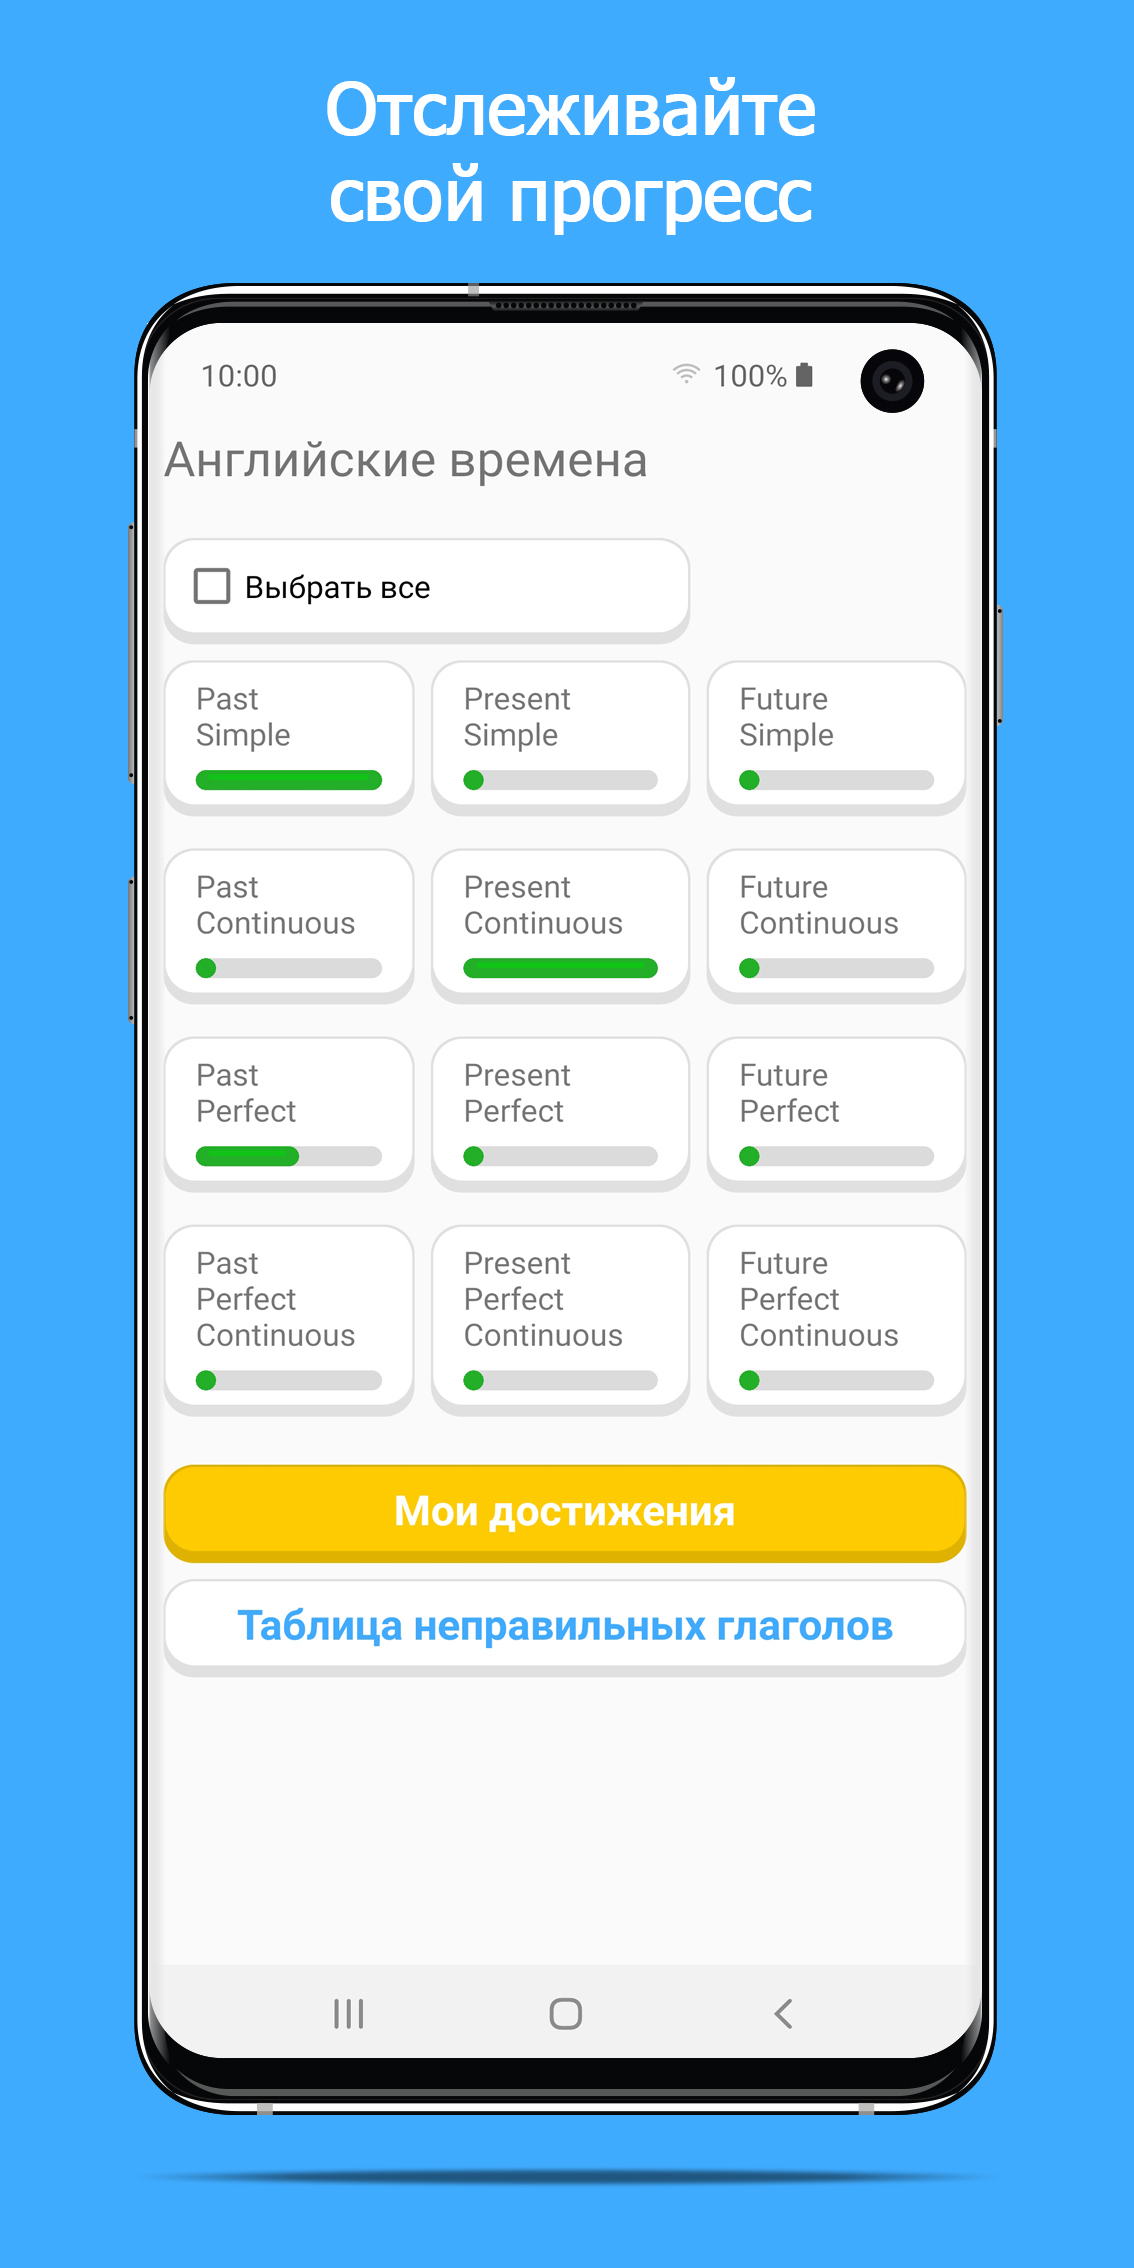 Отслеживайте
свой прогресс
10:00 100%
Английские времена
Выбрать все
Past
Simple
Present
Simple
Future
Simple
Past
Continuous
Present
Continuous
Future
Continuous
Past
Perfect
Present
Perfect
Future
Perfect
Past
Perfect
Continuous
Present
Perfect
Continuous
Future
Perfect
Continuous
Мои достижения
Таблица неправильных глаголов